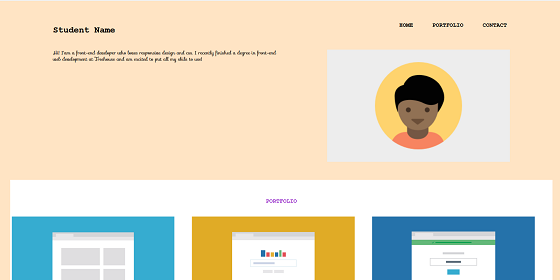 Student Name
HOME PORTFOLIO CONTACT
Hi! I'm a front-end developer who loves responsive design and css. I recently finished a degree in front-end
web development at Treehouse and am excited to put all my skills to use!
PORTFOLIO